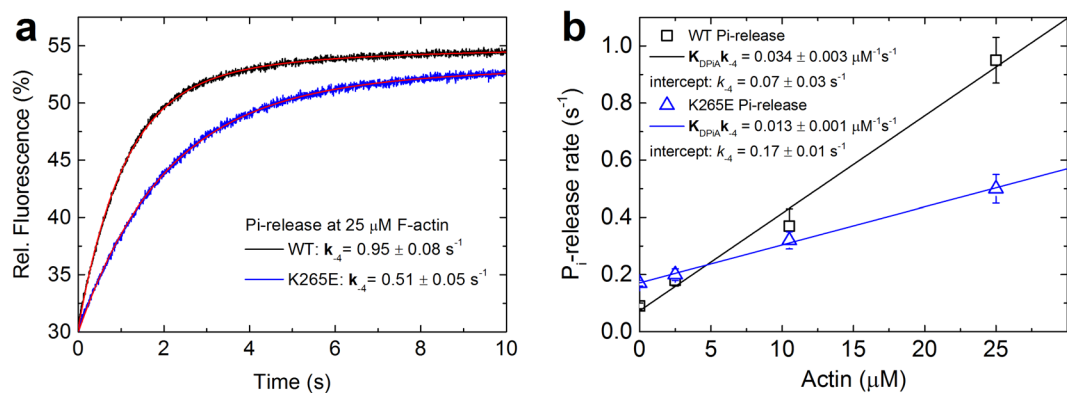 a
55
50
45
40
35
30
Rel. Fluorescence (%)
Pi-release at 25 μM F-actin
WT: k₋₄= 0.95 ± 0.08 s⁻¹
K265E: k₋₄= 0.51 ± 0.05 s⁻¹
0 2 4 6 8 10
Time (s)
b
1.0
0.8
0.6
0.4
0.2
0.0
Pᵢ-release rate (s⁻¹)
WT Pi-release
K_DPiA k₋₄ = 0.034 ± 0.003 μM⁻¹s⁻¹
intercept: k₋₄ = 0.07 ± 0.03 s⁻¹
K265E Pi-release
K_DPiA k₋₄ = 0.013 ± 0.001 μM⁻¹s⁻¹
intercept: k₋₄ = 0.17 ± 0.01 s⁻¹
0 5 10 15 20 25
Actin (μM)